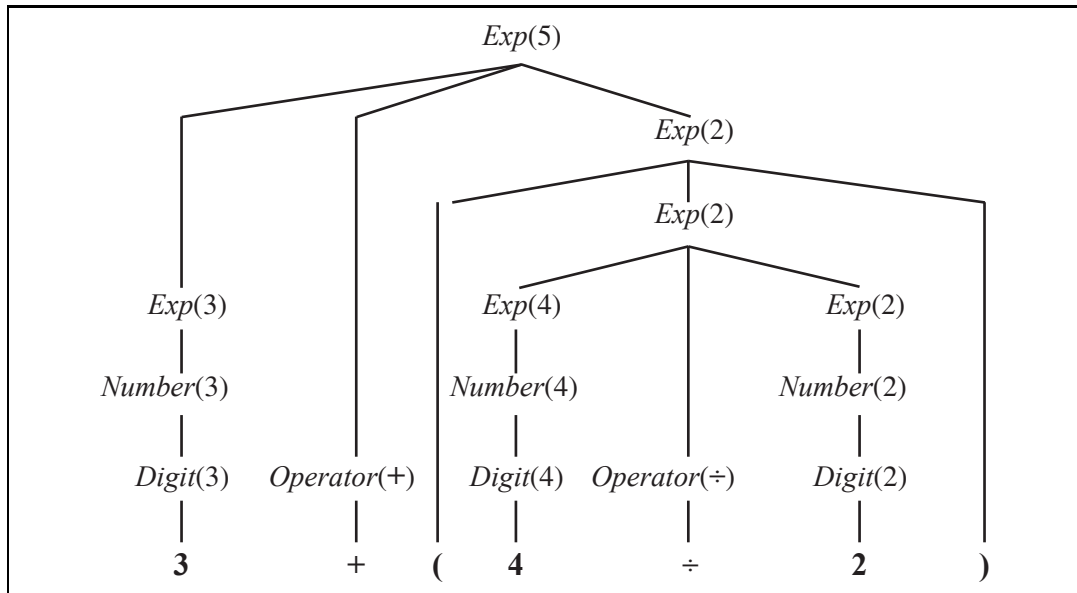 Exp(5)
Exp(2)
Exp(2)
Exp(3) Exp(4) Exp(2)
Number(3) Number(4) Number(2)
Digit(3) Operator(+) Digit(4) Operator(÷) Digit(2)
3 + ( 4 ÷ 2 )